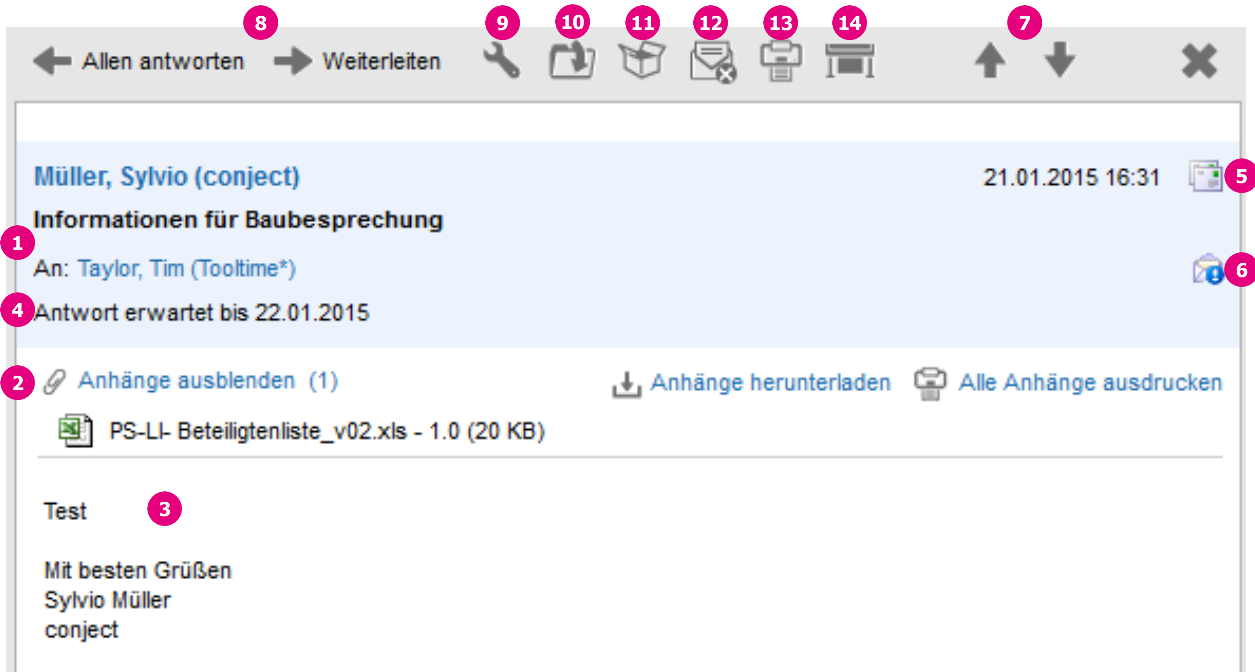 8 9 10 11 12 13 14 7
Allen antworten Weiterleiten
Müller, Sylvio (conject) 21.01.2015 16:31 5
Informationen für Baubesprechung
1
An: Taylor, Tim (Tooltime*) 6
4 Antwort erwartet bis 22.01.2015
2 Anhänge ausblenden (1) Anhänge herunterladen Alle Anhänge ausdrucken
PS-LI- Beteiligtenliste_v02.xls - 1.0 (20 KB)
Test 3
Mit besten Grüßen
Sylvio Müller
conject